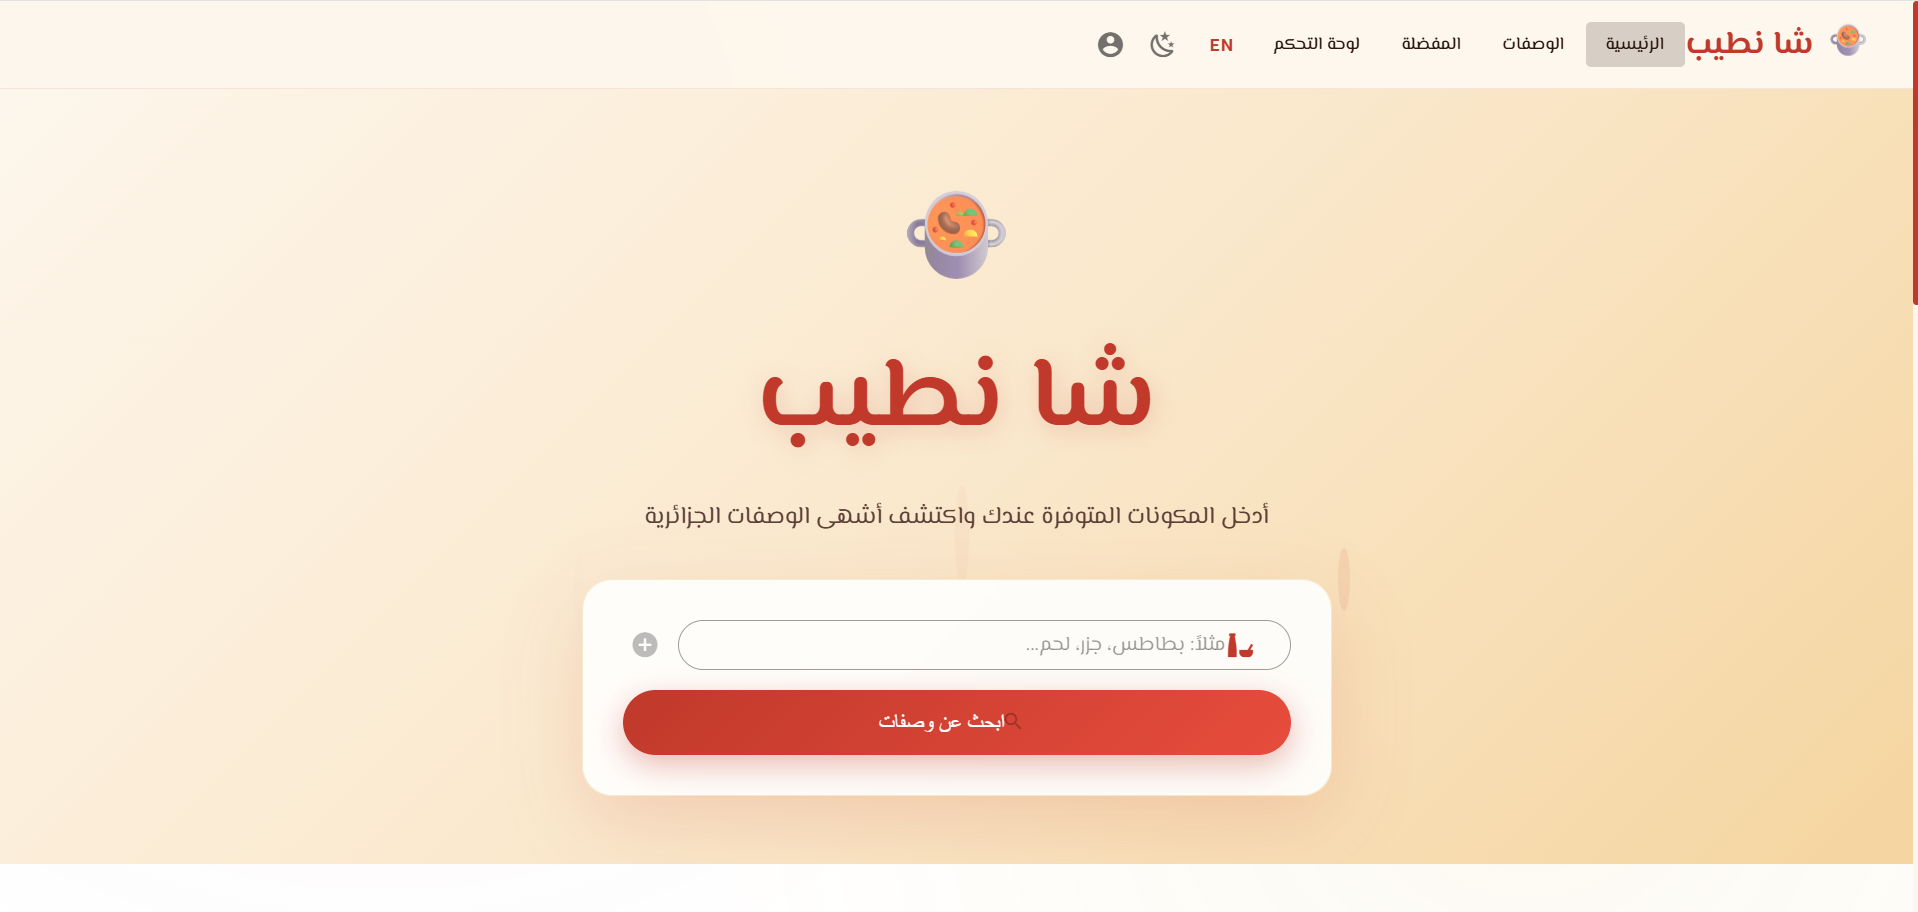 شا نطيب
الرئيسية
الوصفات
المفضلة
لوحة التحكم
EN
شا نطيب
أدخل المكونات المتوفرة عندك واكتشف أشهى الوصفات الجزائرية
مثلاً: بطاطس، جزر، لحم...
ابحث عن وصفات